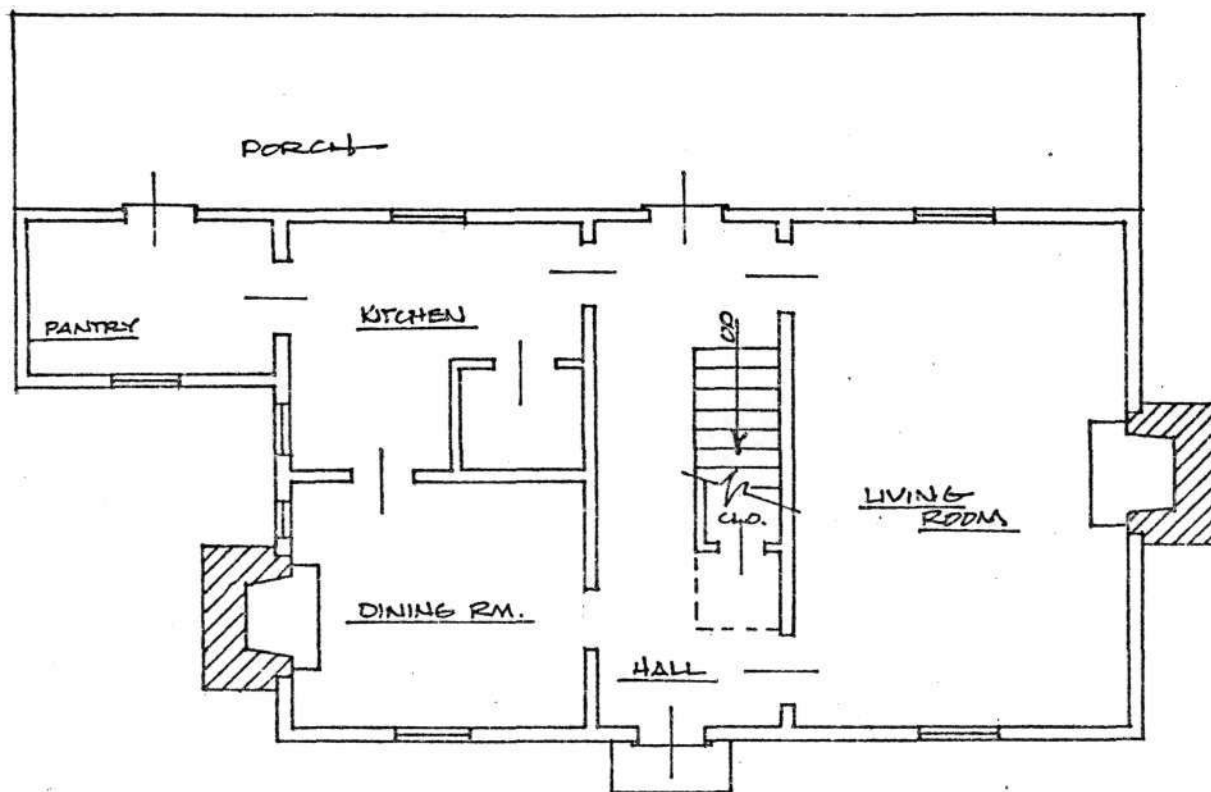 PORCH
PANTRY
KITCHEN
UP
LIVING
ROOM
CLO.
DINING RM.
HALL